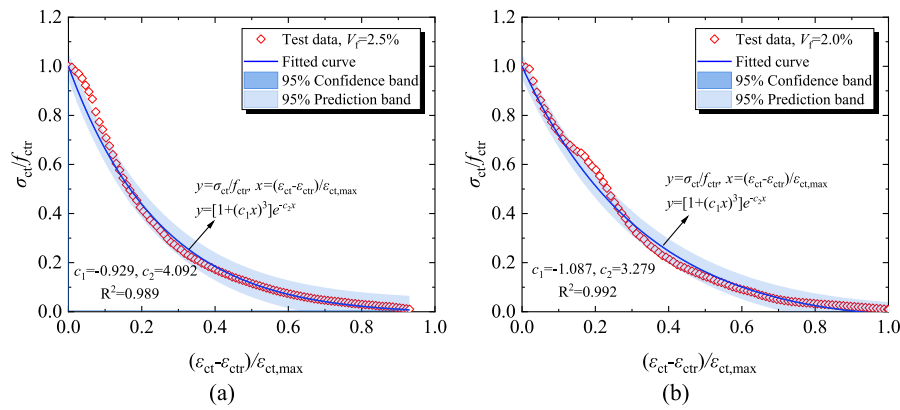 1.2
1.0
0.8
0.6
0.4
0.2
0.0
σct/fctr
Test data, Vf=2.5%
Fitted curve
95% Confidence band
95% Prediction band
y=σct/fctr, x=(εct-εctr)/εct,max
y=[1+(c1x)^3]e^-c2x
c1=-0.929, c2=4.092
R²=0.989
0.0 0.2 0.4 0.6 0.8 1.0
(εct-εctr)/εct,max
(a)
1.2
1.0
0.8
0.6
0.4
0.2
0.0
σct/fctr
Test data, Vf=2.0%
Fitted curve
95% Confidence band
95% Prediction band
y=σct/fctr, x=(εct-εctr)/εct,max
y=[1+(c1x)^3]e^-c2x
c1=-1.087, c2=3.279
R²=0.992
0.0 0.2 0.4 0.6 0.8 1.0
(εct-εctr)/εct,max
(b)